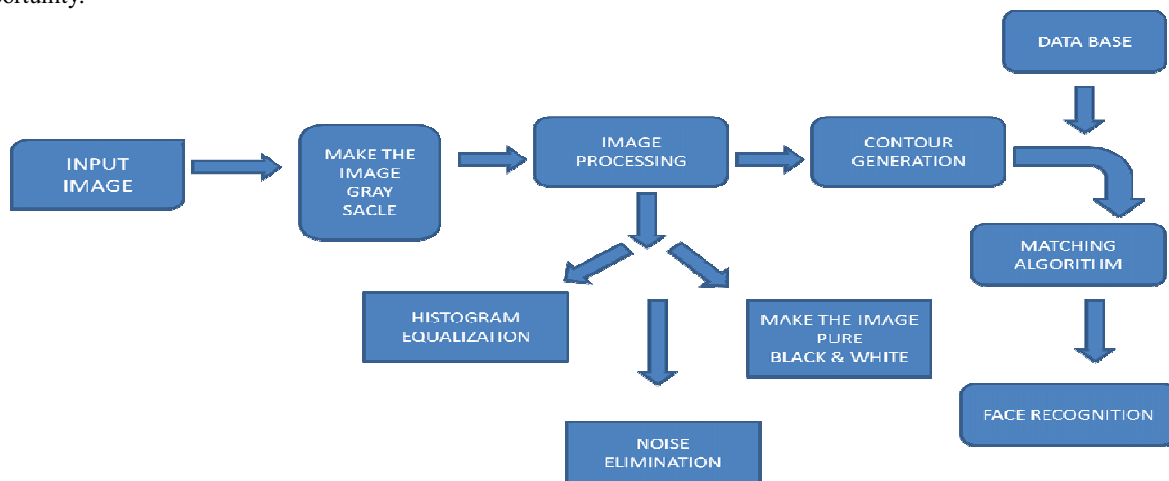 DATA BASE
INPUT
IMAGE
MAKE THE
IMAGE
GRAY
SACLE
IMAGE
PROCESSING
CONTOUR
GENERATION
MATCHING
ALGORITHM
HISTOGRAM
EQUALIZATION
MAKE THE IMAGE
PURE
BLACK & WHITE
NOISE
ELIMINATION
FACE RECOGNITION